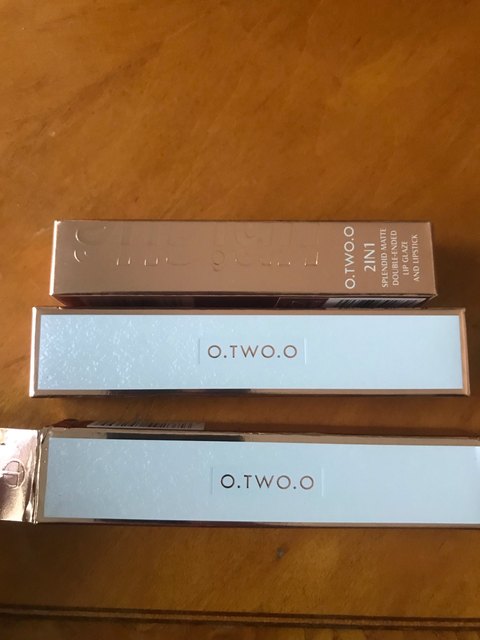 O.TWO.O
2IN1
SPLENDID MATTE
DOUBLE-ENDED
LIP GLAZE
AND LIPSTICK
O.TWO.O
O.TWO.O